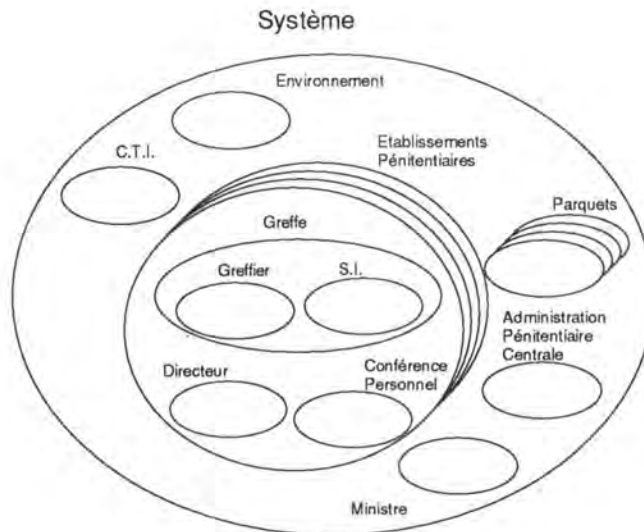 Système
Environnement
C.T.I.
Etablissements
Pénitentiaires
Parquets
Greffe
Greffier
S.I.
Administration
Pénitentiaire
Centrale
Directeur
Conférence
Personnel
Ministre